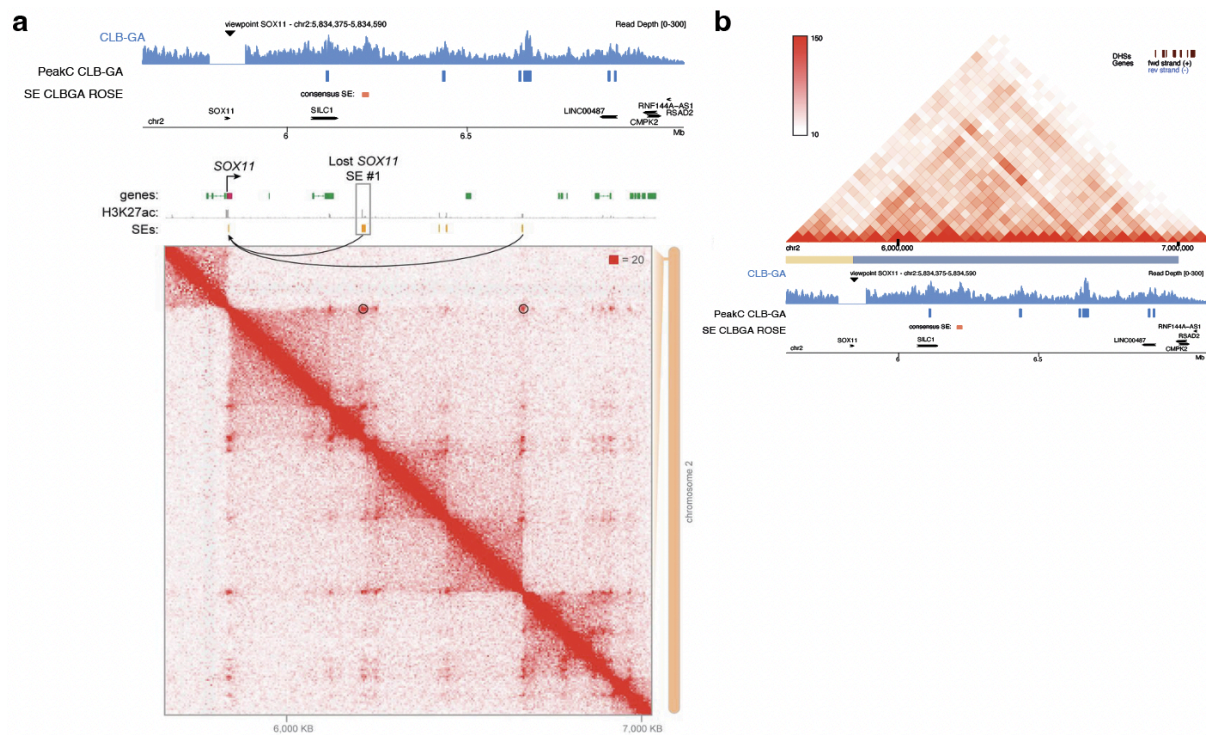 a
viewpoint SOX11 - chr2:5,834,375-5,834,590
Read Depth [0-300]
CLB-GA
PeakC CLB-GA
SE CLBGA ROSE
consensus SE:
RNF144A-AS1
SOX11
SILC1
LINC00487
RSAD2
CMPK2
chr2
6
6.5
Mb
SOX11
Lost SOX11
SE #1
genes:
H3K27ac:
SEs:
= 20
chromosome 2
6,000 KB
7,000 KB
b
150
10
DHSs
Genes
fwd strand (+)
rev strand (-)
chr2
6,000,000
7,000,000
CLB-GA
viewpoint SOX11 - chr2:5,834,375-5,834,590
Read Depth [0-300]
PeakC CLB-GA
SE CLBGA ROSE
consensus SE:
RNF144A-AS1
SOX11
SILC1
LINC00487
RSAD2
CMPK2
chr2
6
6.5
Mb